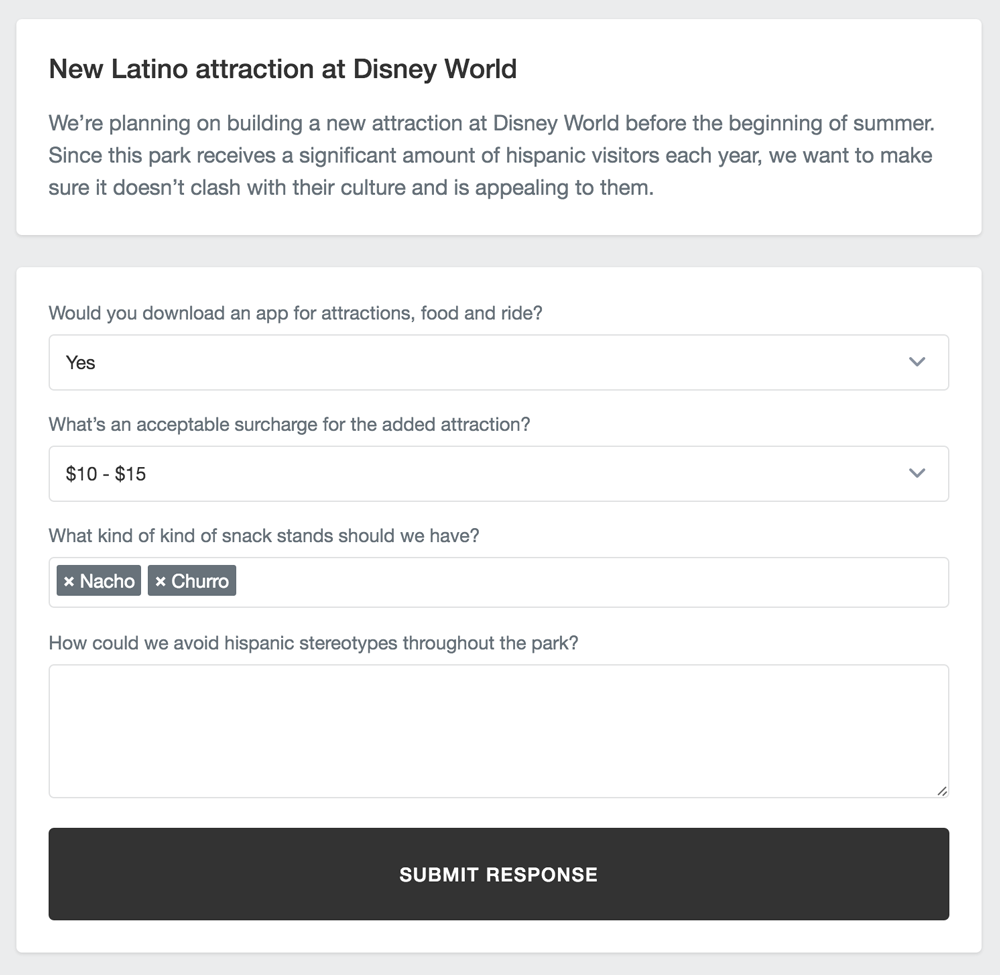 New Latino attraction at Disney World
We’re planning on building a new attraction at Disney World before the beginning of summer.
Since this park receives a significant amount of hispanic visitors each year, we want to make
sure it doesn’t clash with their culture and is appealing to them.
Would you download an app for attractions, food and ride?
Yes
What’s an acceptable surcharge for the added attraction?
$10 - $15
What kind of kind of snack stands should we have?
× Nacho × Churro
How could we avoid hispanic stereotypes throughout the park?
SUBMIT RESPONSE